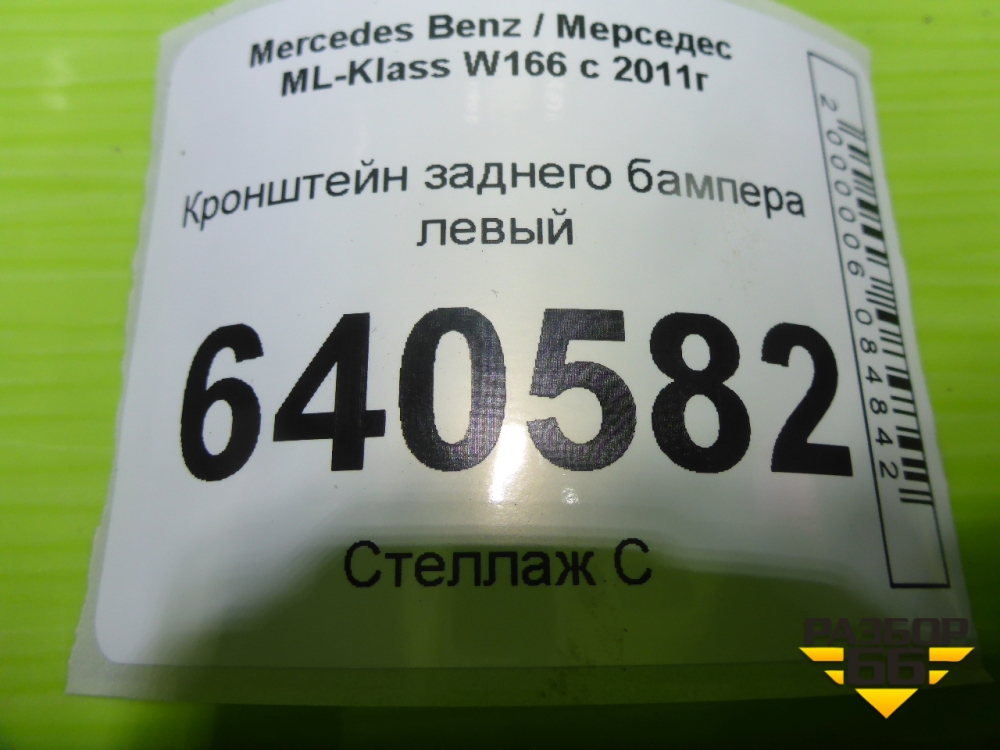 Mercedes Benz / Мерседес
ML-Klass W166 с 2011г
Кронштейн заднего бампера
левый
640582
Стеллаж С
2000006084842
РАЗБОР
66